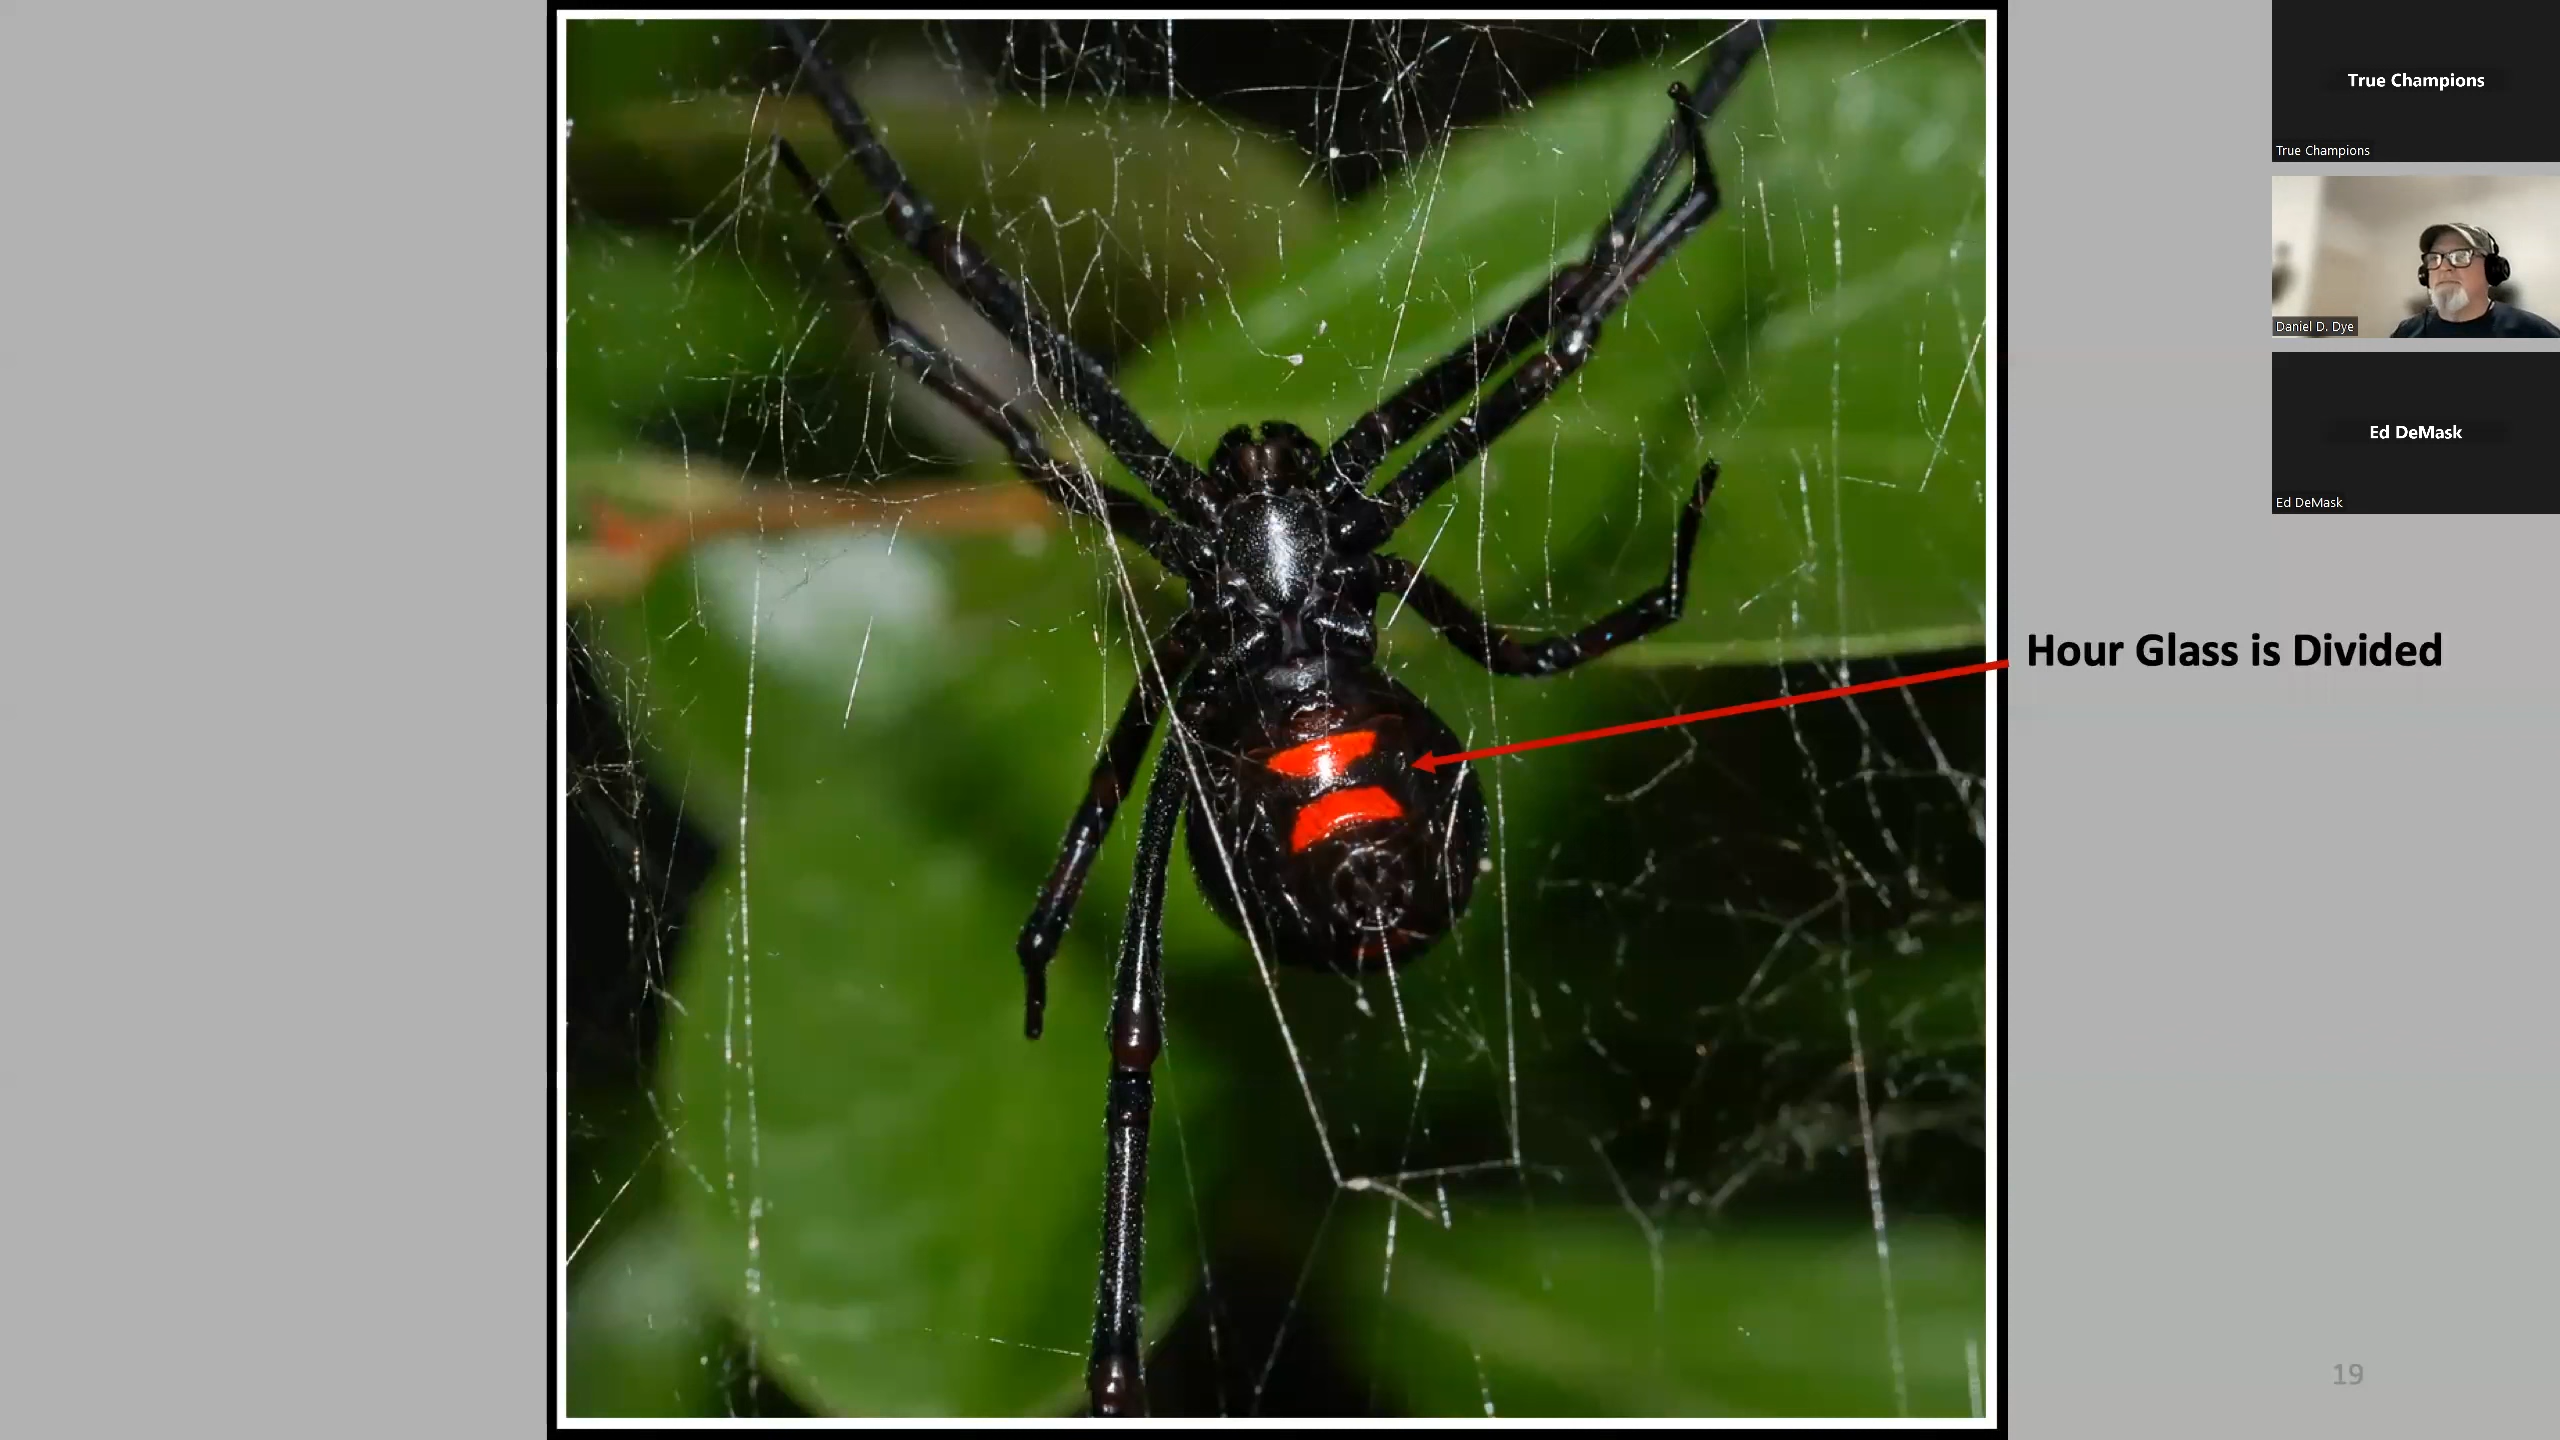 True Champions
True Champions
Daniel D. Dye
Ed DeMask
Ed DeMask
Hour Glass is Divided
19